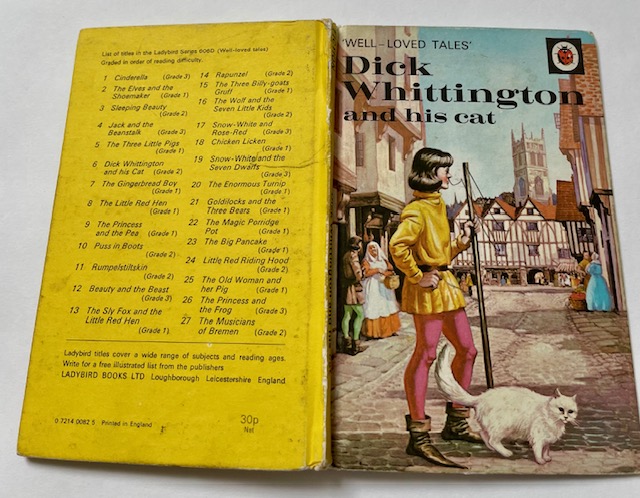 List of titles in the Ladybird Series 606D (Well-loved tales)
Graded in order of reading difficulty.
1 Cinderella (Grade 3)
2 The Elves and the
Shoemaker (Grade 1)
3 Sleeping Beauty
(Grade 2)
4 Jack and the
Beanstalk (Grade 3)
5 The Three Little Pigs
(Grade 1)
6 Dick Whittington
and his Cat (Grade 2)
7 The Gingerbread Boy
(Grade 1)
8 The Little Red Hen
(Grade 1)
9 The Princess
and the Pea (Grade 1)
10 Puss in Boots
(Grade 2)
11 Rumpelstiltskin
(Grade 2)
12 Beauty and the Beast
(Grade 3)
13 The Sly Fox and the
Little Red Hen
(Grade 1)
14 Rapunzel (Grade 2)
15 The Three Billy-goats
Gruff (Grade 1)
16 The Wolf and the
Seven Little Kids
(Grade 2)
17 Snow-White and
Rose-Red (Grade 3)
18 Chicken Licken
(Grade 1)
19 Snow-White and the
Seven Dwarfs
(Grade 3)
20 The Enormous Turnip
(Grade 1)
21 Goldilocks and the
Three Bears (Grade 1)
22 The Magic Porridge
Pot (Grade 1)
23 The Big Pancake
(Grade 1)
24 Little Red Riding Hood
(Grade 2)
25 The Old Woman and
her Pig (Grade 1)
26 The Princess and
the Frog (Grade 3)
27 The Musicians
of Bremen (Grade 2)
Ladybird titles cover a wide range of subjects and reading ages.
Write for a free illustrated list from the publishers
LADYBIRD BOOKS LTD Loughborough Leicestershire England
0 7214 0082 5 Printed in England
30p
Net
'WELL-LOVED TALES'
Dick
Whittington
and his cat